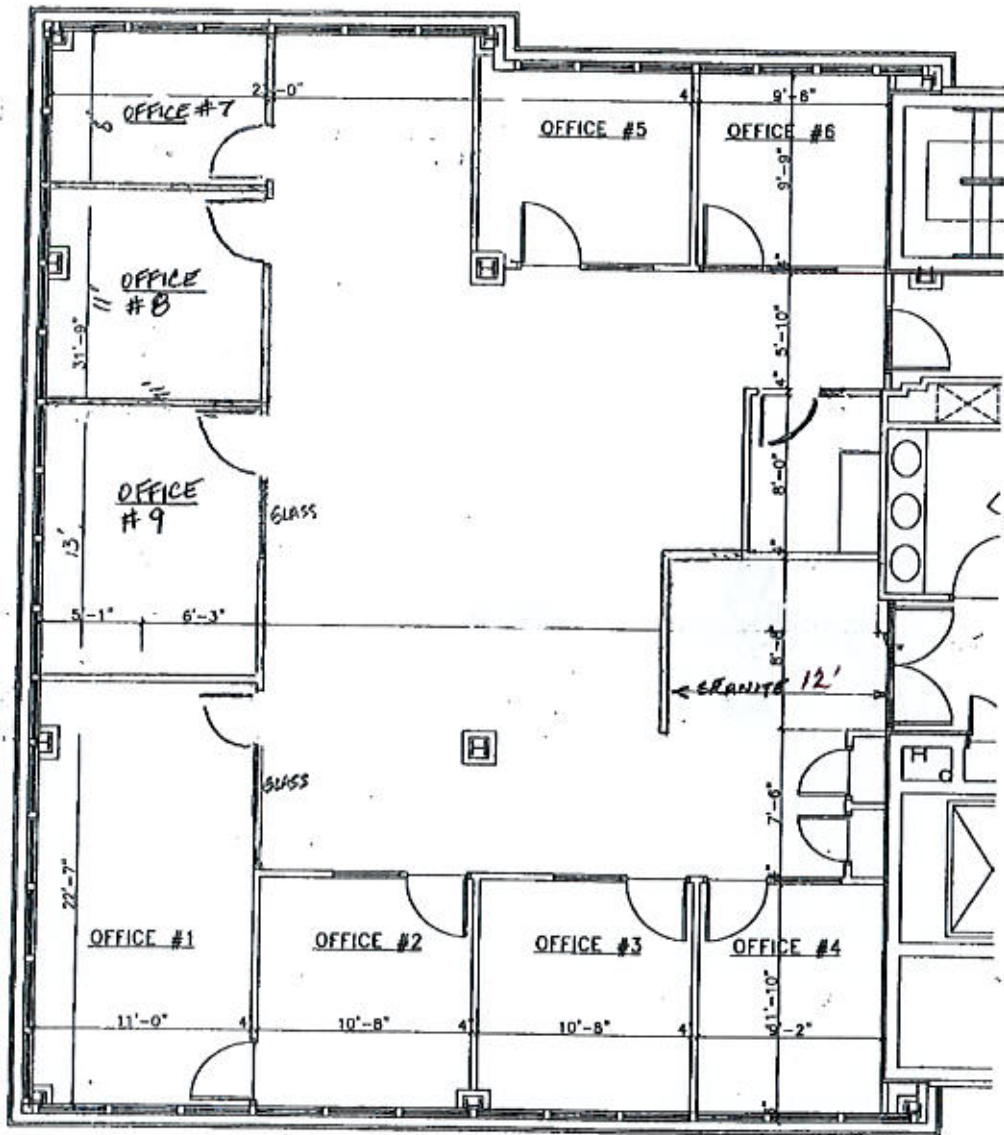 OFFICE #7
8'
4
9'-6"
OFFICE #5
OFFICE #6
9'-9"
OFFICE
#8
11'
31'-9"
5'-10"
4"
8'-0"
OFFICE
#9
GLASS
13'
4"
5'-1"
6'-3"
8'-6"
GRANITE 12'
GLASS
7'-6"
22'-7"
OFFICE #1
OFFICE #2
OFFICE #3
OFFICE #4
11'-10"
11'-0"
4
10'-8"
4
10'-8"
4
9'-2"